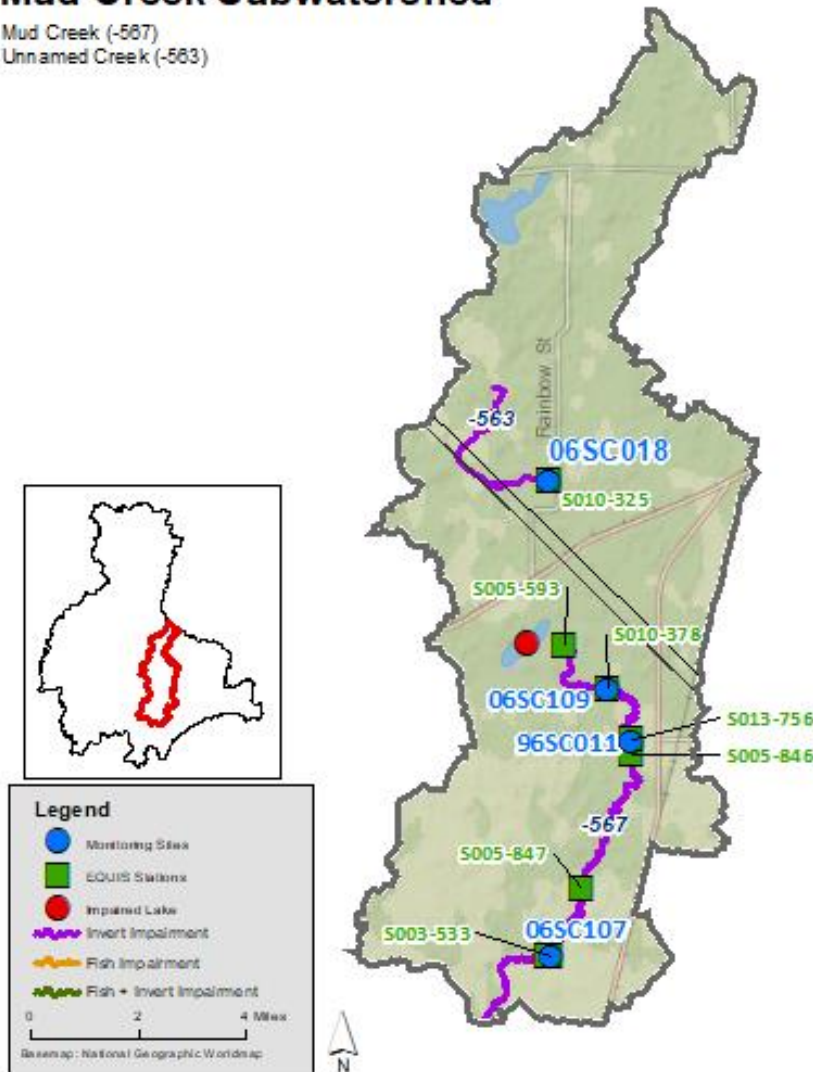 Mud Creek Subwatershed
Mud Creek (-567)
Unnamed Creek (-563)
Rainbow St
-563
06SC018
S010-325
S005-593
S010-378
06SC109
S013-756
96SC011
S005-846
-567
S005-847
06SC107
S003-533
Legend
Monitoring Sites
EQUIS Stations
Impaired Lake
Invert Impairment
Fish Impairment
Fish + Invert Impairment
0 2 4 Miles
Basemap: National Geographic Worldmap
N